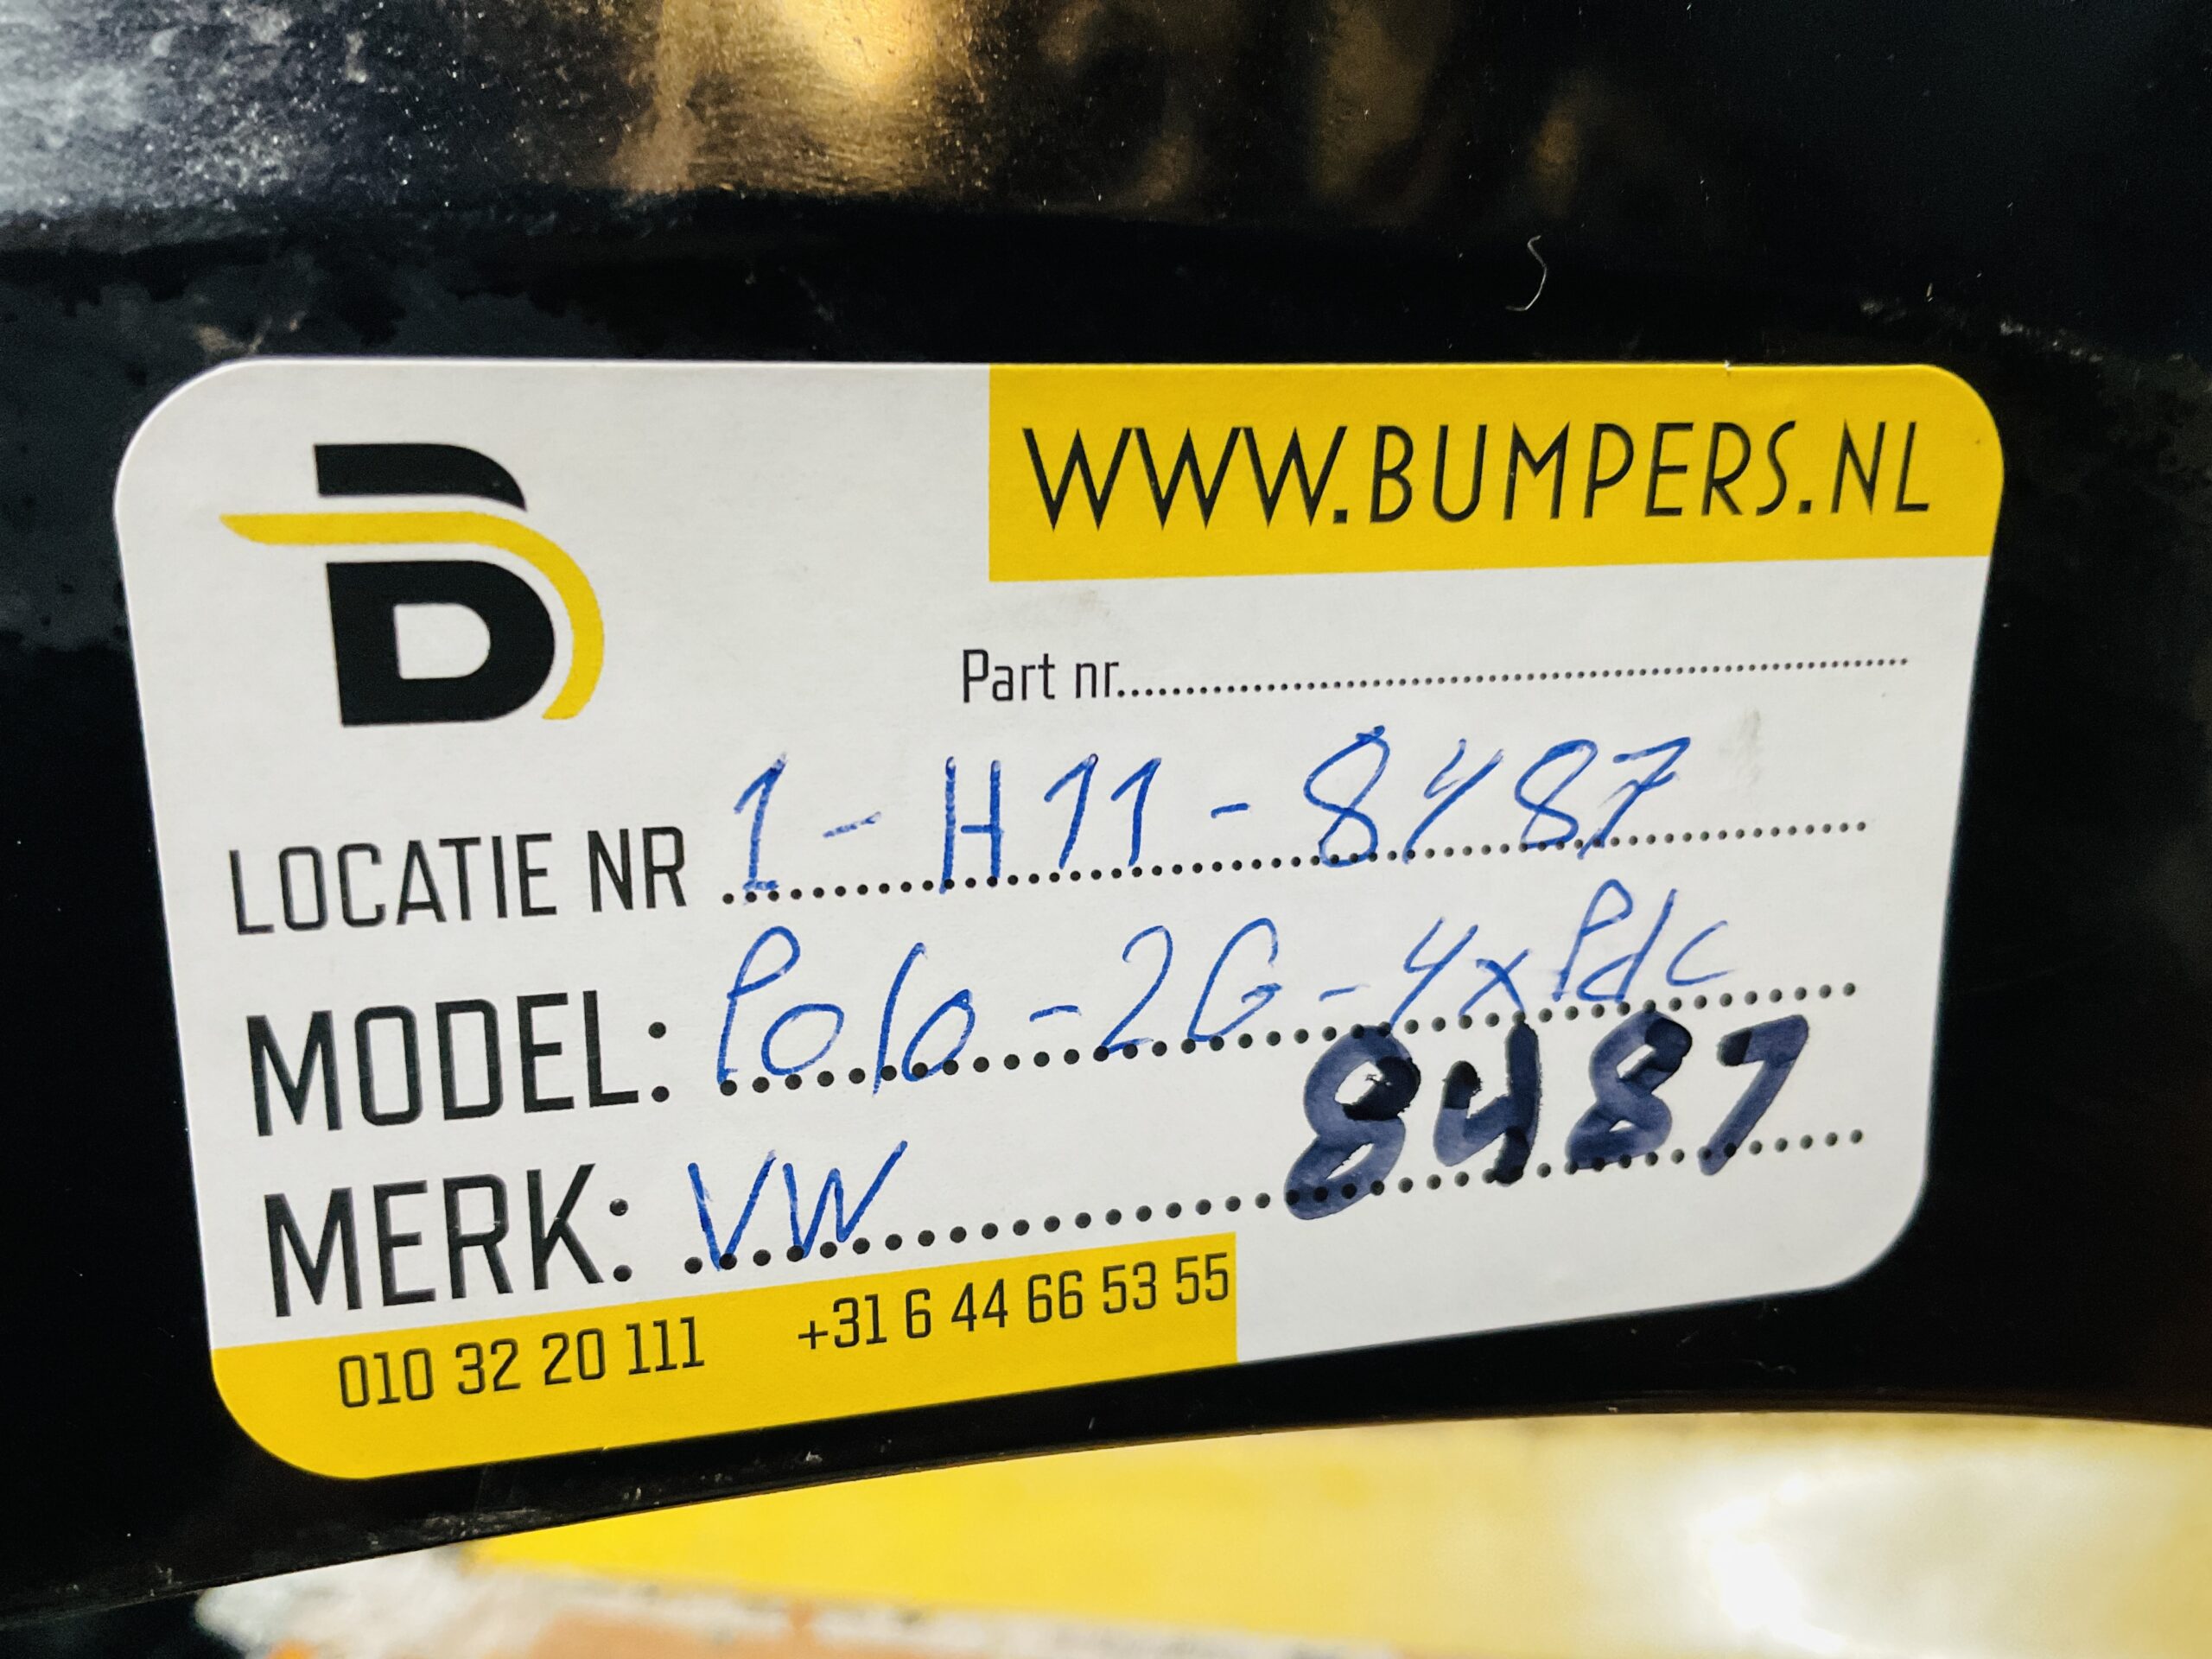 B
WWW.BUMPERS.NL
Part nr..........
LOCATIE NR 1-H11-8487
MODEL: Polo-2G-4xPdc
8487
MERK: VW
010 32 20 111 +31 6 44 66 53 55